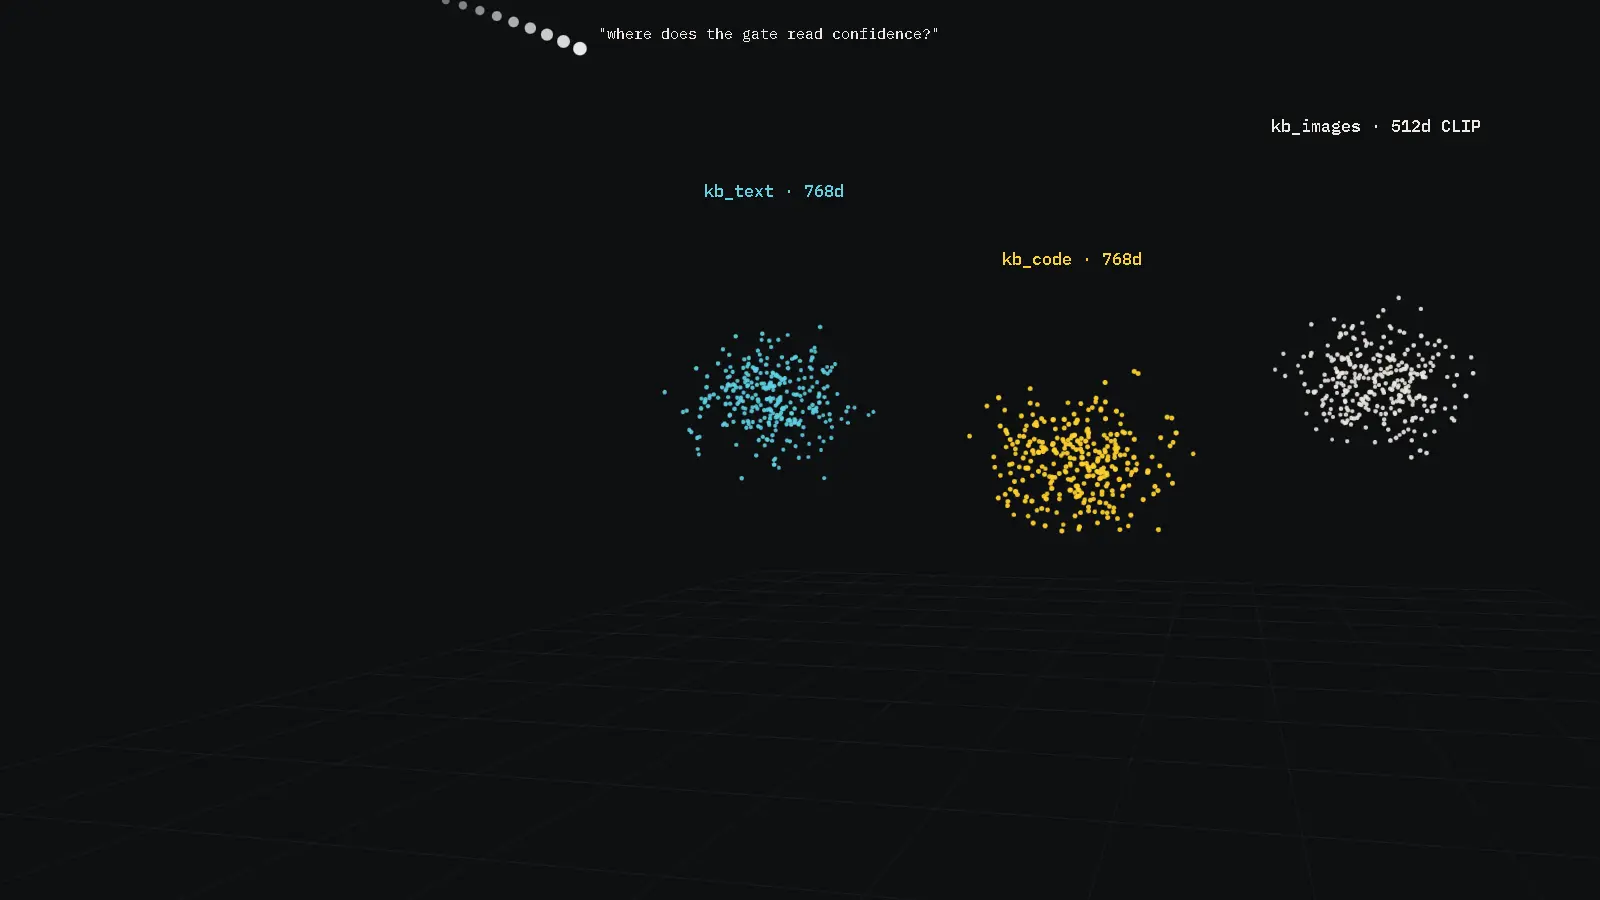 "where does the gate read confidence?"
kb_images · 512d CLIP
kb_text · 768d
kb_code · 768d